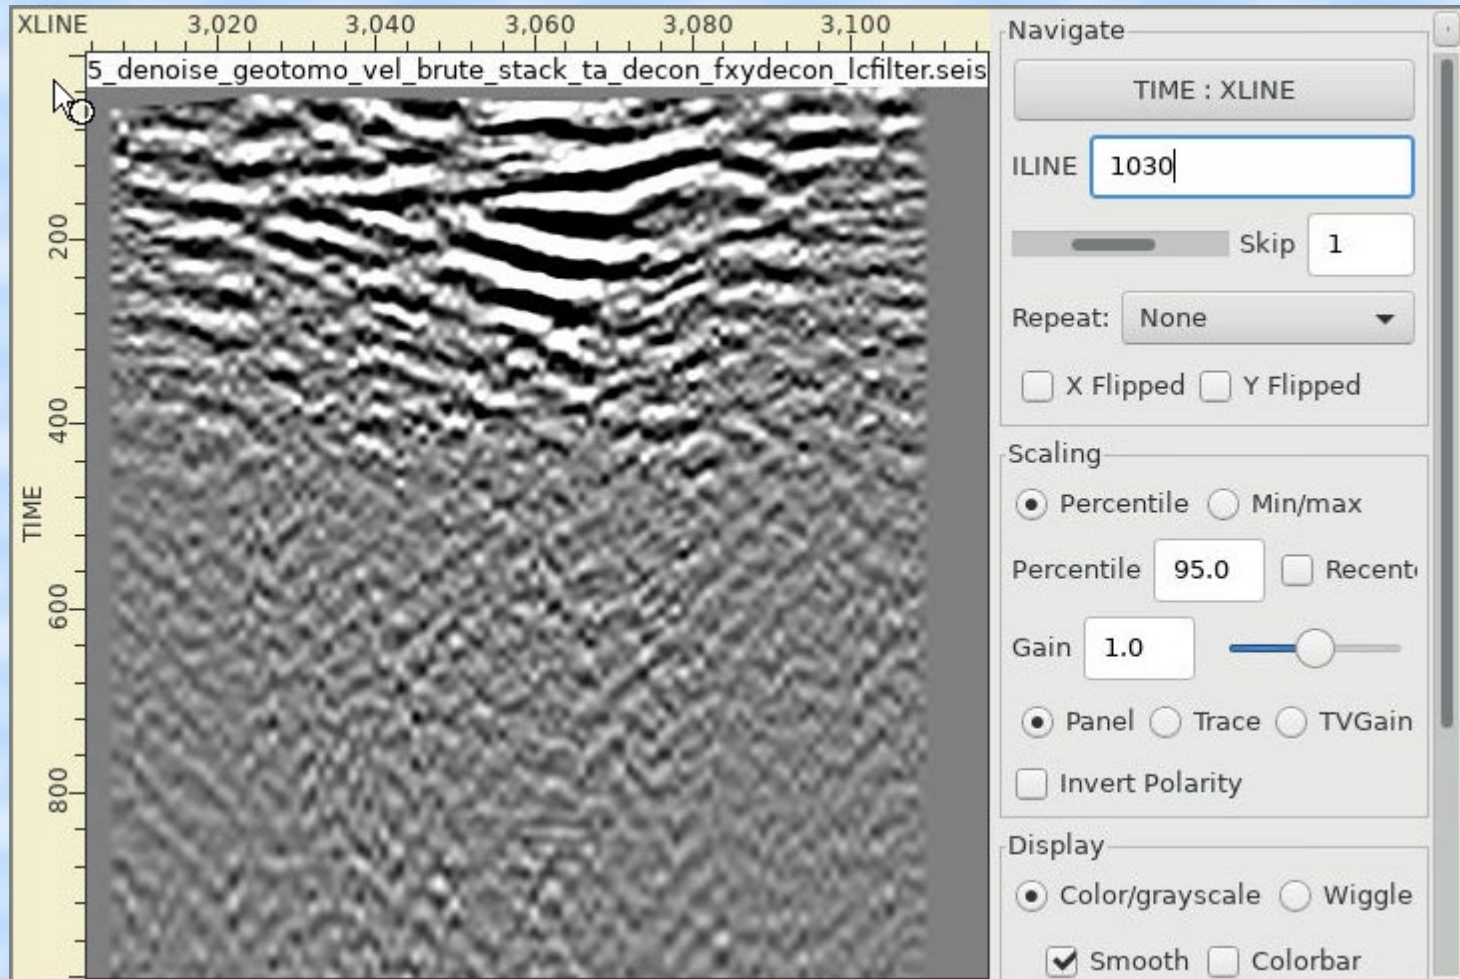 XLINE 3,020 3,040 3,060 3,080 3,100
5_denoise_geotomo_vel_brute_stack_ta_decon_fxydecon_lcfilter.seis
TIME
200
400
600
800
Navigate
TIME : XLINE
ILINE 1030
Skip 1
Repeat: None
X Flipped Y Flipped
Scaling
Percentile Min/max
Percentile 95.0 Recent
Gain 1.0
Panel Trace TVGain
Invert Polarity
Display
Color/grayscale Wiggle
Smooth Colorbar